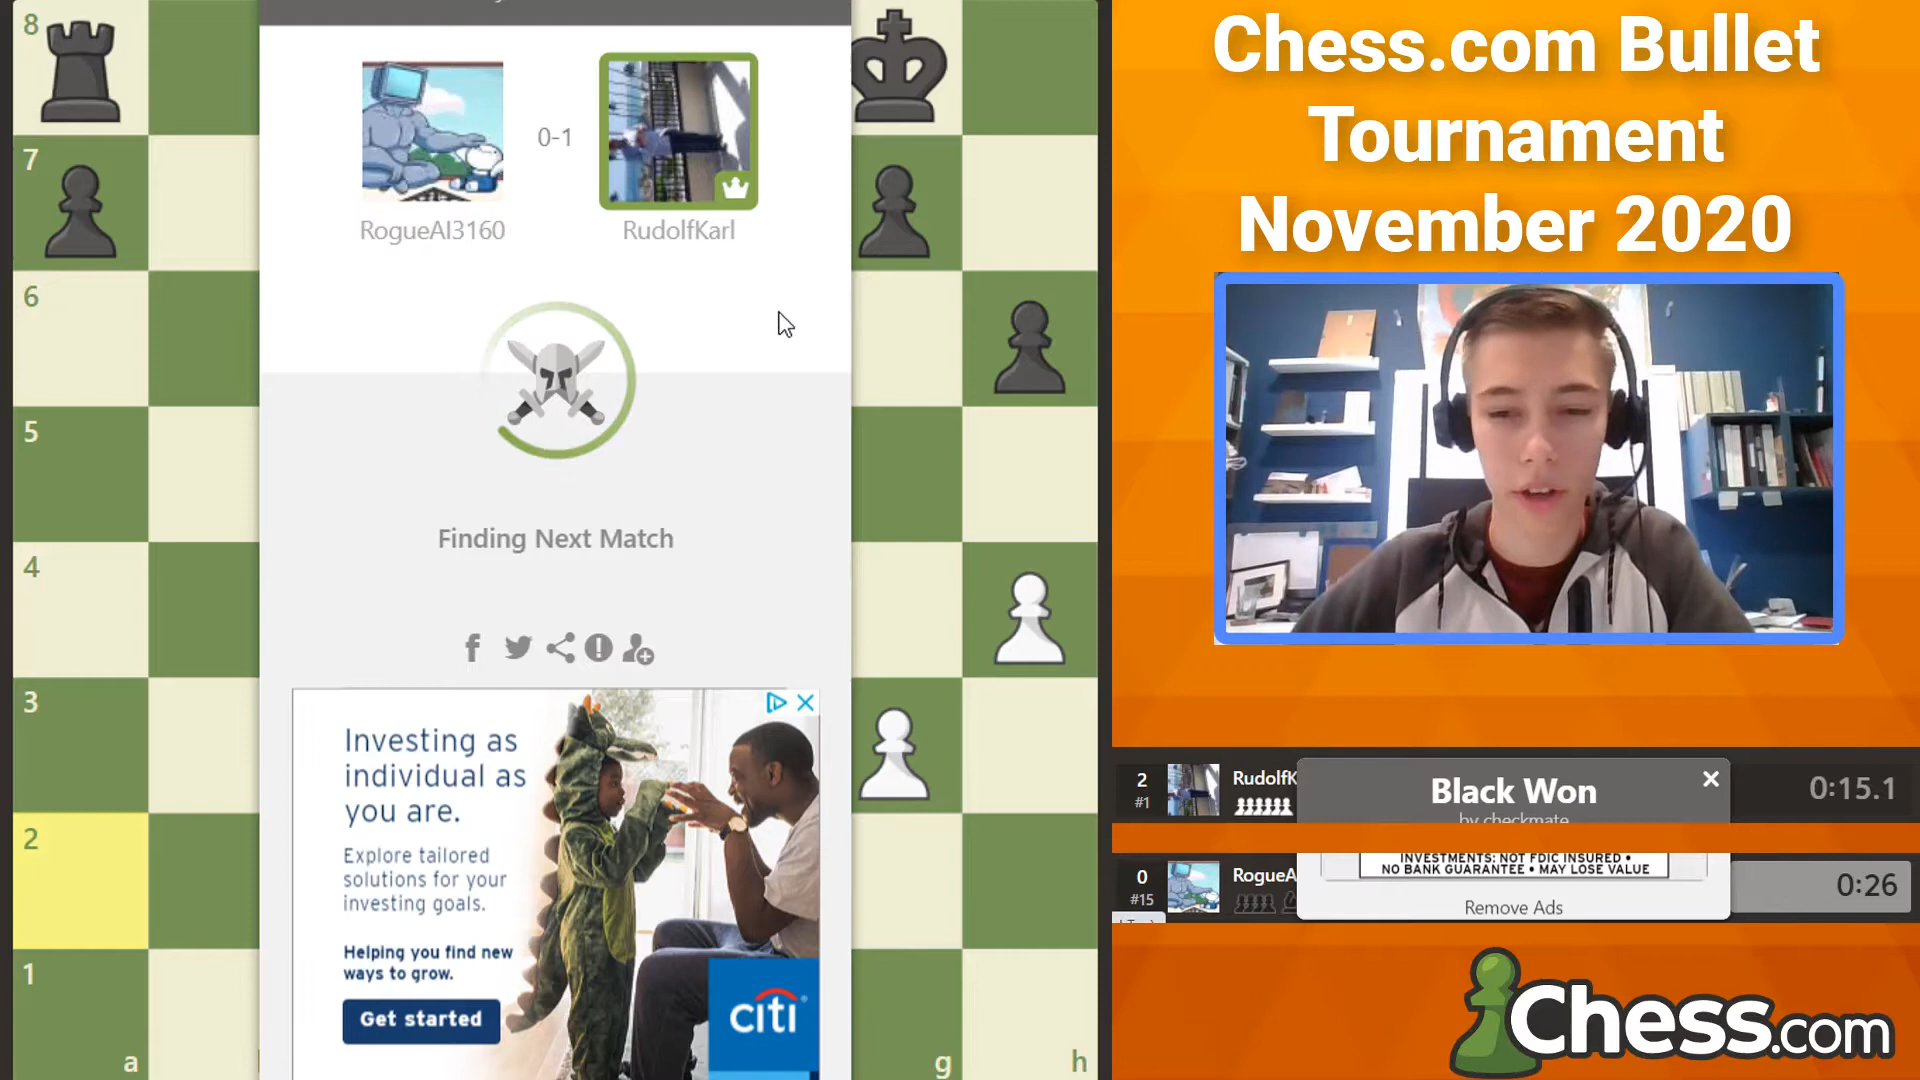 8
7
6
5
4
3
2
1
a
g
h
0-1
RogueAI3160
RudolfKarl
Finding Next Match
Investing as
individual as
you are.
Explore tailored
solutions for your
investing goals.
Helping you find new
ways to grow.
Get started
citi
Chess.com Bullet
Tournament
November 2020
2
#1
RudolfK
Black Won
by checkmate
0:15.1
0
#15
RogueA
INVESTMENTS: NOT FDIC INSURED •
NO BANK GUARANTEE • MAY LOSE VALUE
Remove Ads
0:26
Chess.com